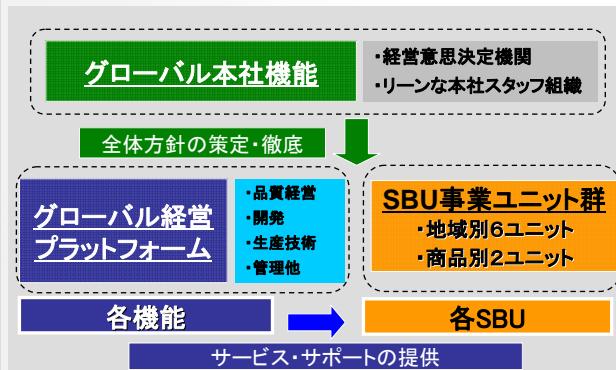 グローバル本社機能
・経営意思決定機関
・リーンな本社スタッフ組織
全体方針の策定・徹底
グローバル経営
プラットフォーム
・品質経営
・開発
・生産技術
・管理他
SBU事業ユニット群
・地域別6ユニット
・商品別2ユニット
各機能
各SBU
サービス・サポートの提供